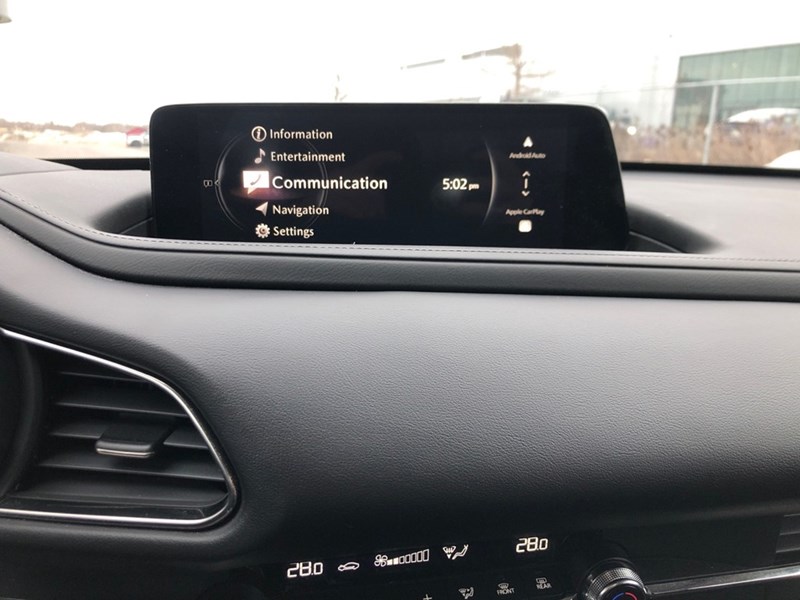 Information
Entertainment
Communication
Navigation
Settings
5:02 pm
Android Auto
Apple CarPlay
28.0
28.0
FRONT
REAR